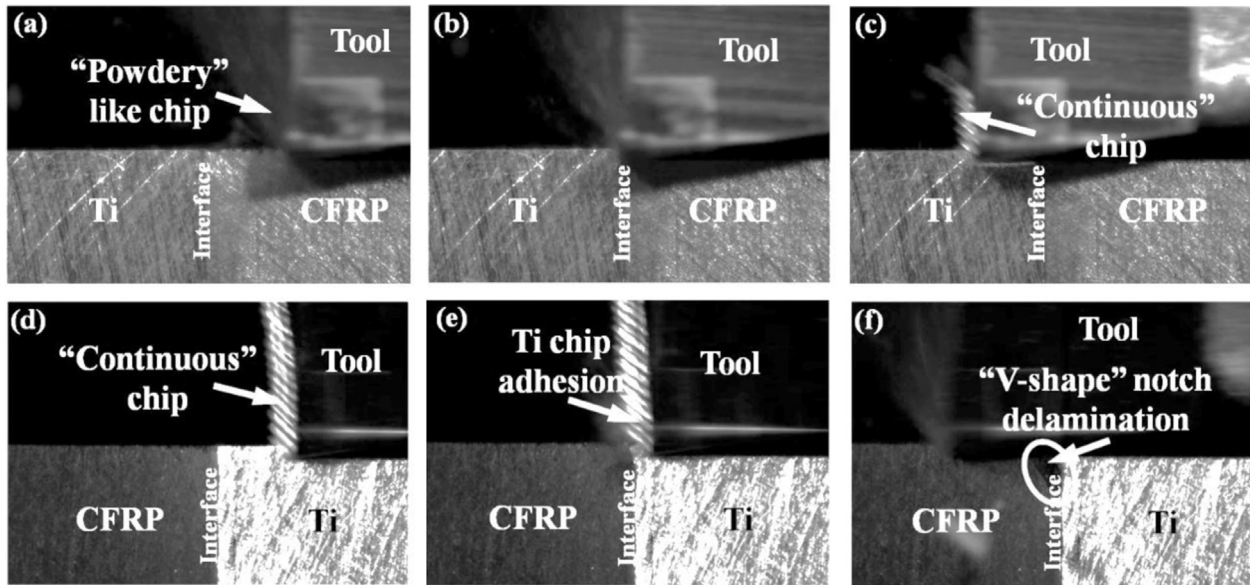 (a)
Tool
“Powdery”
like chip
Ti
Interface
CFRP
(b)
Tool
Ti
Interface
CFRP
(c)
Tool
“Continuous”
chip
Ti
Interface
CFRP
(d)
“Continuous”
chip
Tool
CFRP
Interface
Ti
(e)
Ti chip
adhesion
Tool
CFRP
Interface
Ti
(f)
Tool
“V-shape” notch
delamination
CFRP
Interface
Ti